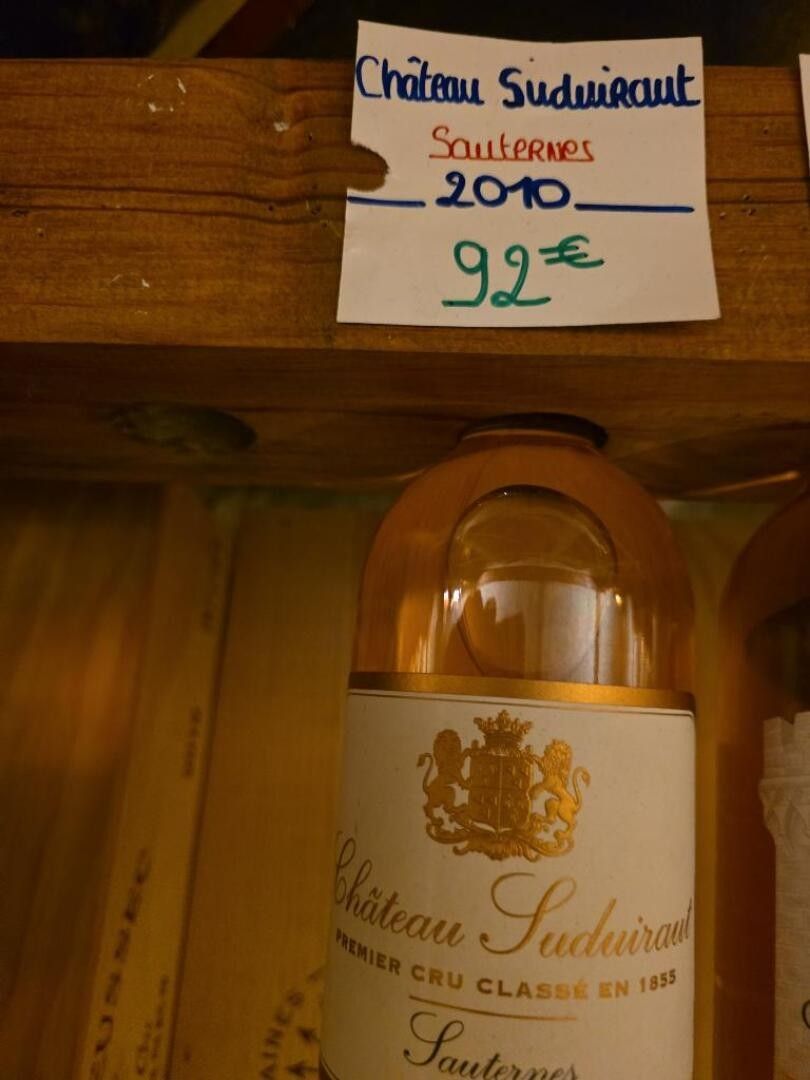 Château Suduiraut
Sauternes
2010
92€
Château Suduiraut
PREMIER CRU CLASSÉ EN 1855
Sauternes